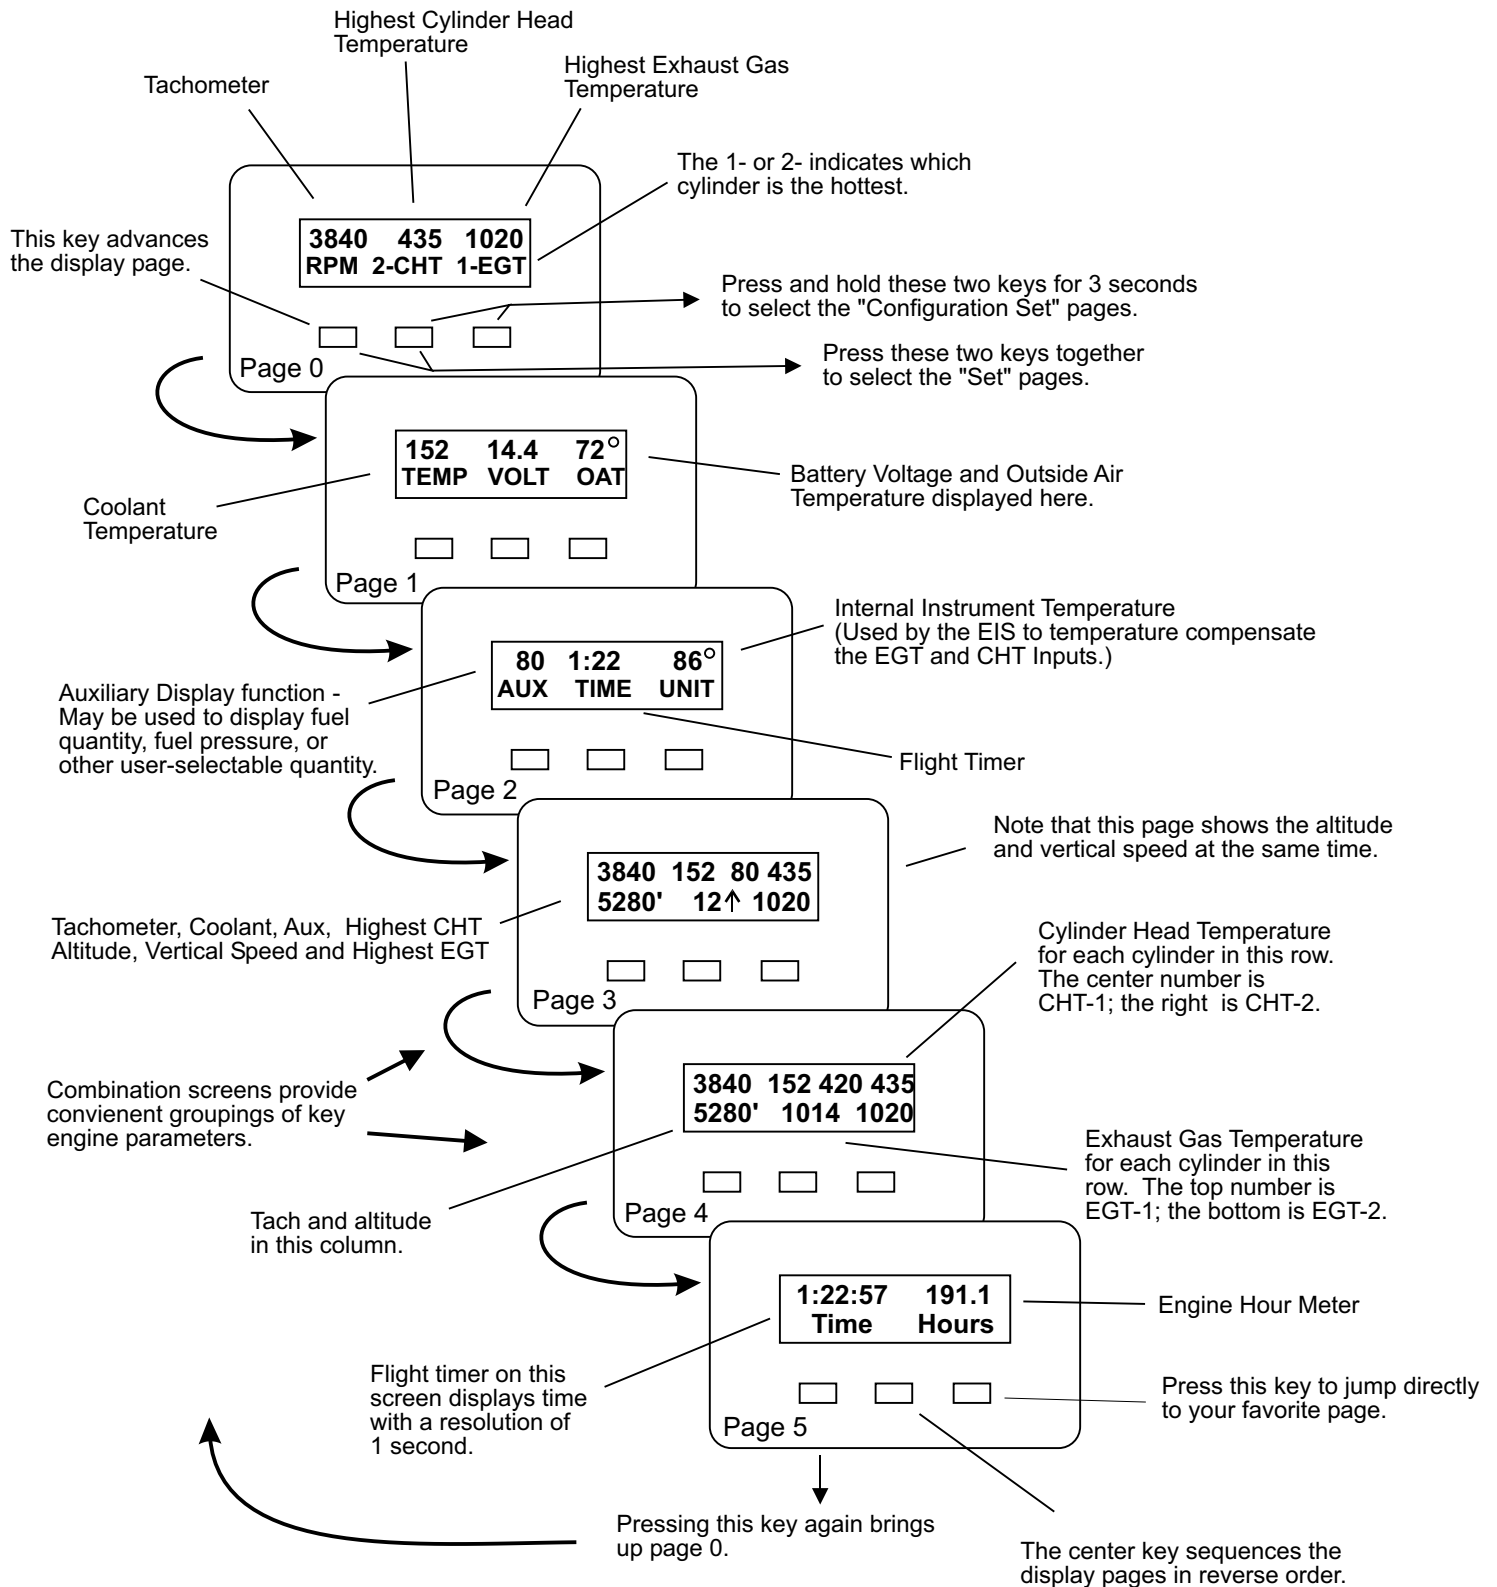 Highest Cylinder Head
Temperature
Tachometer
Highest Exhaust Gas
Temperature
The 1- or 2- indicates which
cylinder is the hottest.
This key advances
the display page.
3840 435 1020
RPM 2-CHT 1-EGT
Press and hold these two keys for 3 seconds
to select the "Configuration Set" pages.
Press these two keys together
to select the "Set" pages.
Page 0
152 14.4 72°
TEMP VOLT OAT
Battery Voltage and Outside Air
Temperature displayed here.
Coolant
Temperature
Page 1
Internal Instrument Temperature
(Used by the EIS to temperature compensate
the EGT and CHT Inputs.)
80 1:22 86°
AUX TIME UNIT
Auxiliary Display function -
May be used to display fuel
quantity, fuel pressure, or
other user-selectable quantity.
Flight Timer
Page 2
Note that this page shows the altitude
and vertical speed at the same time.
3840 152 80 435
5280' 12↑ 1020
Tachometer, Coolant, Aux, Highest CHT
Altitude, Vertical Speed and Highest EGT
Page 3
Cylinder Head Temperature
for each cylinder in this row.
The center number is
CHT-1; the right is CHT-2.
Combination screens provide
convienent groupings of key
engine parameters.
3840 152 420 435
5280' 1014 1020
Exhaust Gas Temperature
for each cylinder in this
row. The top number is
EGT-1; the bottom is EGT-2.
Tach and altitude
in this column.
Page 4
1:22:57 191.1
Time Hours
Engine Hour Meter
Flight timer on this
screen displays time
with a resolution of
1 second.
Press this key to jump directly
to your favorite page.
Page 5
Pressing this key again brings
up page 0.
The center key sequences the
display pages in reverse order.